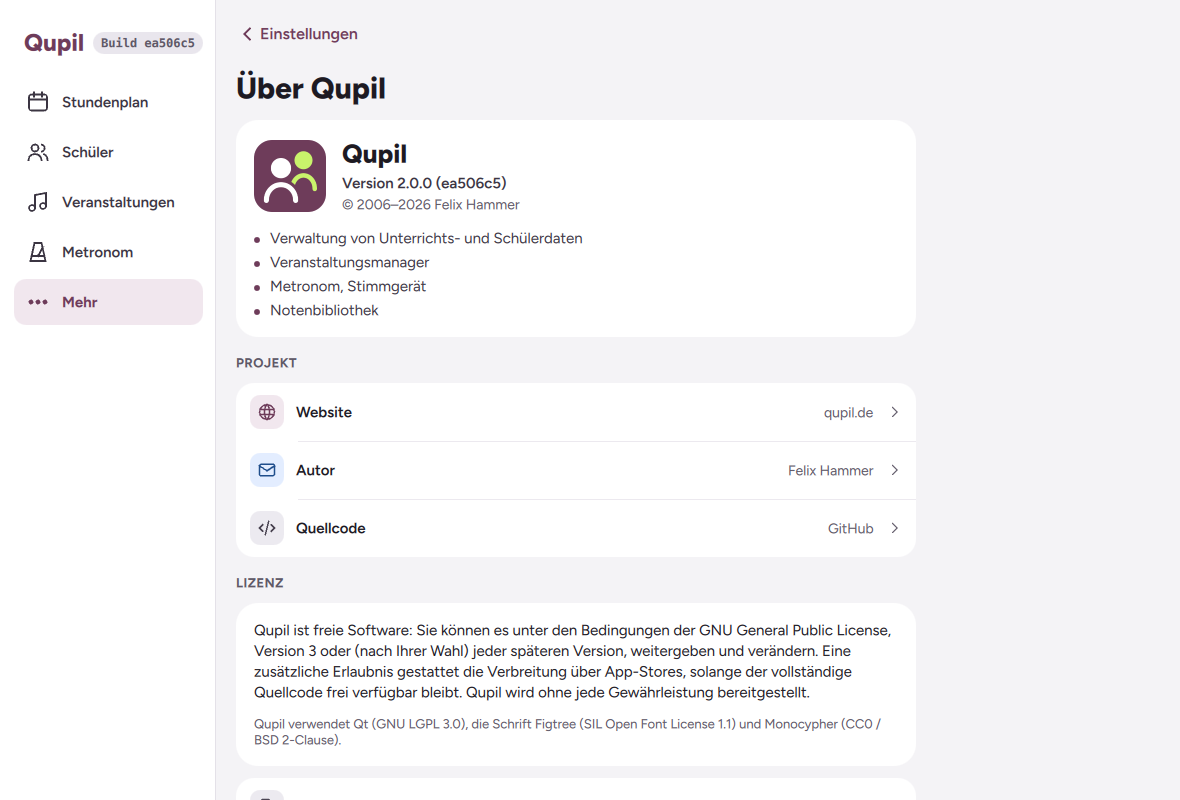 Qupil
Build ea506c5
Stundenplan
Schüler
Veranstaltungen
Metronom
Mehr
Einstellungen
Über Qupil
Qupil
Version 2.0.0 (ea506c5)
© 2006–2026 Felix Hammer
Verwaltung von Unterrichts- und Schülerdaten
Veranstaltungsmanager
Metronom, Stimmgerät
Notenbibliothek
PROJEKT
Website
qupil.de
Autor
Felix Hammer
Quellcode
GitHub
LIZENZ
Qupil ist freie Software: Sie können es unter den Bedingungen der GNU General Public License,
Version 3 oder (nach Ihrer Wahl) jeder späteren Version, weitergeben und verändern. Eine
zusätzliche Erlaubnis gestattet die Verbreitung über App-Stores, solange der vollständige
Quellcode frei verfügbar bleibt. Qupil wird ohne jede Gewährleistung bereitgestellt.
Qupil verwendet Qt (GNU LGPL 3.0), die Schrift Figtree (SIL Open Font License 1.1) und Monocypher (CC0 /
BSD 2-Clause).